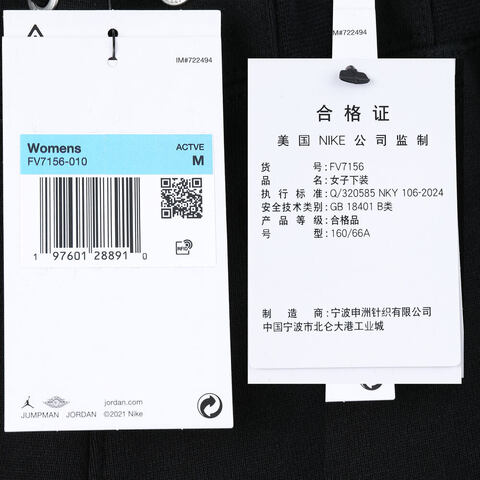 IM#722494
Womens
ACTVE
FV7156-010
M
1 97601 28891 0
RFID
JUMPMAN JORDAN
jordan.com
©2021 Nike
M#722494
合格证
美国 NIKE 公司监制
货号:FV7156
品名:女子下装
执行标准:Q/320585 NKY 106-2024
安全技术类别:GB 18401 B类
产品等级:合格品
号型:160/66A
制造商:宁波申洲针织有限公司
中国宁波市北仑大港工业城